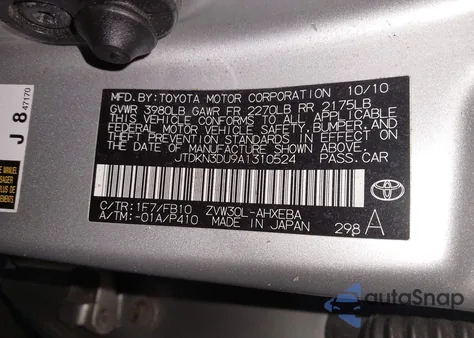 MFD.BY:TOYOTA MOTOR CORPORATION 10/10
GVWR 3980LB GAWR FR 2270LB RR 2175LB
THIS VEHICLE CONFORMS TO ALL APPLICABLE
FEDERAL MOTOR VEHICLE SAFETY, BUMPER, AND
THEFT PREVENTION STANDARDS IN EFFECT ON
THE DATE OF MANUFACTURE SHOWN ABOVE.
JTDKN3DU9A1310524 PASS.CAR
C/TR:1F7/FB10 ZVW30L-AHXEBA
A/TM:-01A/P410 MADE IN JAPAN 298 A
TOYOTA
J 8 47170
autoSnap